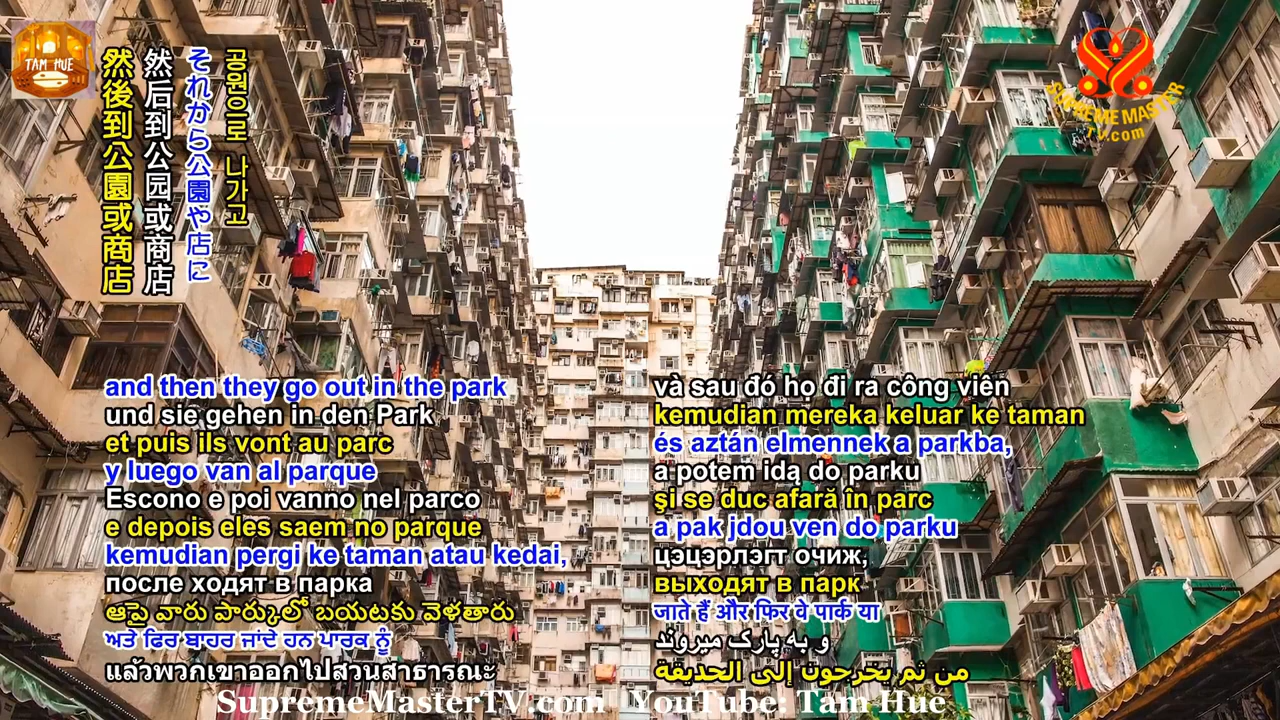 TAM HUE
SUPREME MASTER
TV.com
然後到公園或商店
然后到公园或商店
それから公園や店に
공원으로 나가고
and then they go out in the park
und sie gehen in den Park
et puis ils vont au parc
y luego van al parque
Escono e poi vanno nel parco
e depois eles saem no parque
kemudian pergi ke taman atau kedai,
после ходят в парка
ఆపై వారు పార్కులో బయటకు వెళతారు
ਅਤੇ ਫਿਰ ਬਾਹਰ ਜਾਂਦੇ ਹਨ ਪਾਰਕ ਨੂੰ
แล้วพวกเขาออกไปสวนสาธารณะ
và sau đó họ đi ra công viên
kemudian mereka keluar ke taman
és aztán elmennek a parkba,
a potem idą do parku
şi se duc afară în parc
a pak jdou ven do parku
цэцэрлэгт очиж,
выходят в парк
जाते हैं और फिर वे पार्क या
و به پارک میروند
من ثم يخرجون إلى الحديقة
SupremeMasterTV.com YouTube: Tam Hue